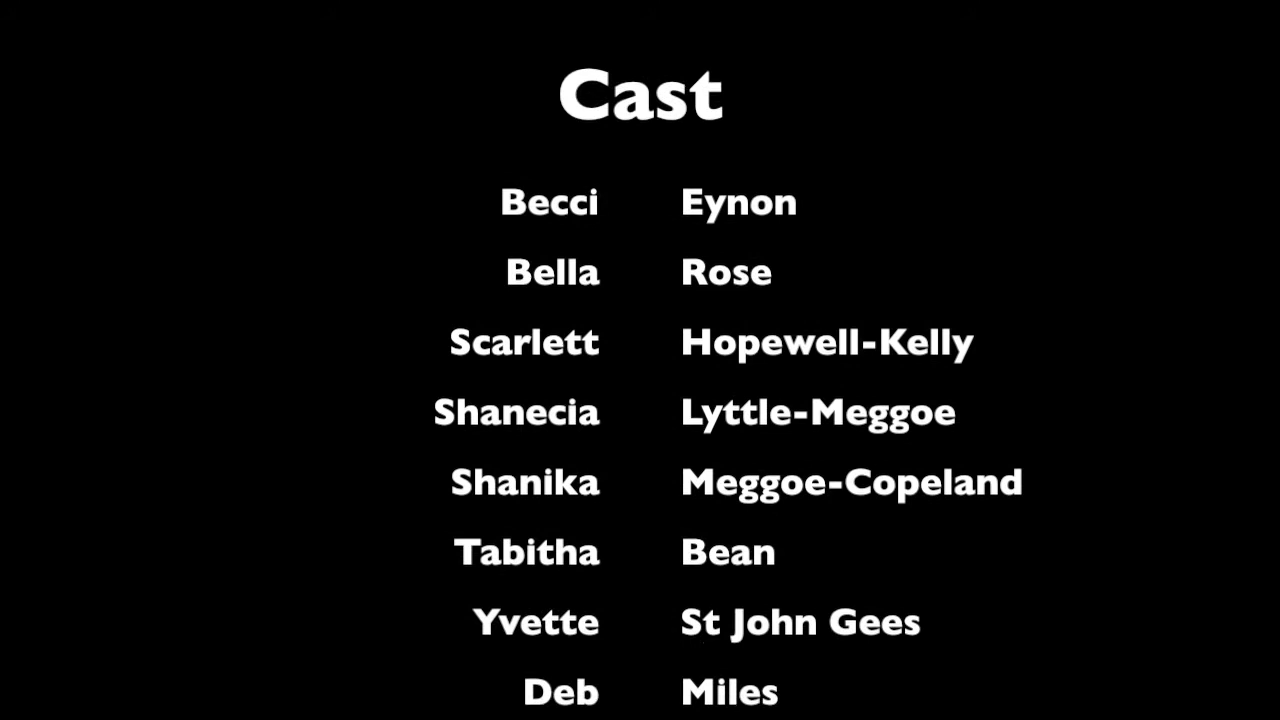 Cast
Becci Eynon
Bella Rose
Scarlett Hopewell-Kelly
Shanecia Lyttle-Meggoe
Shanika Meggoe-Copeland
Tabitha Bean
Yvette St John Gees
Deb Miles